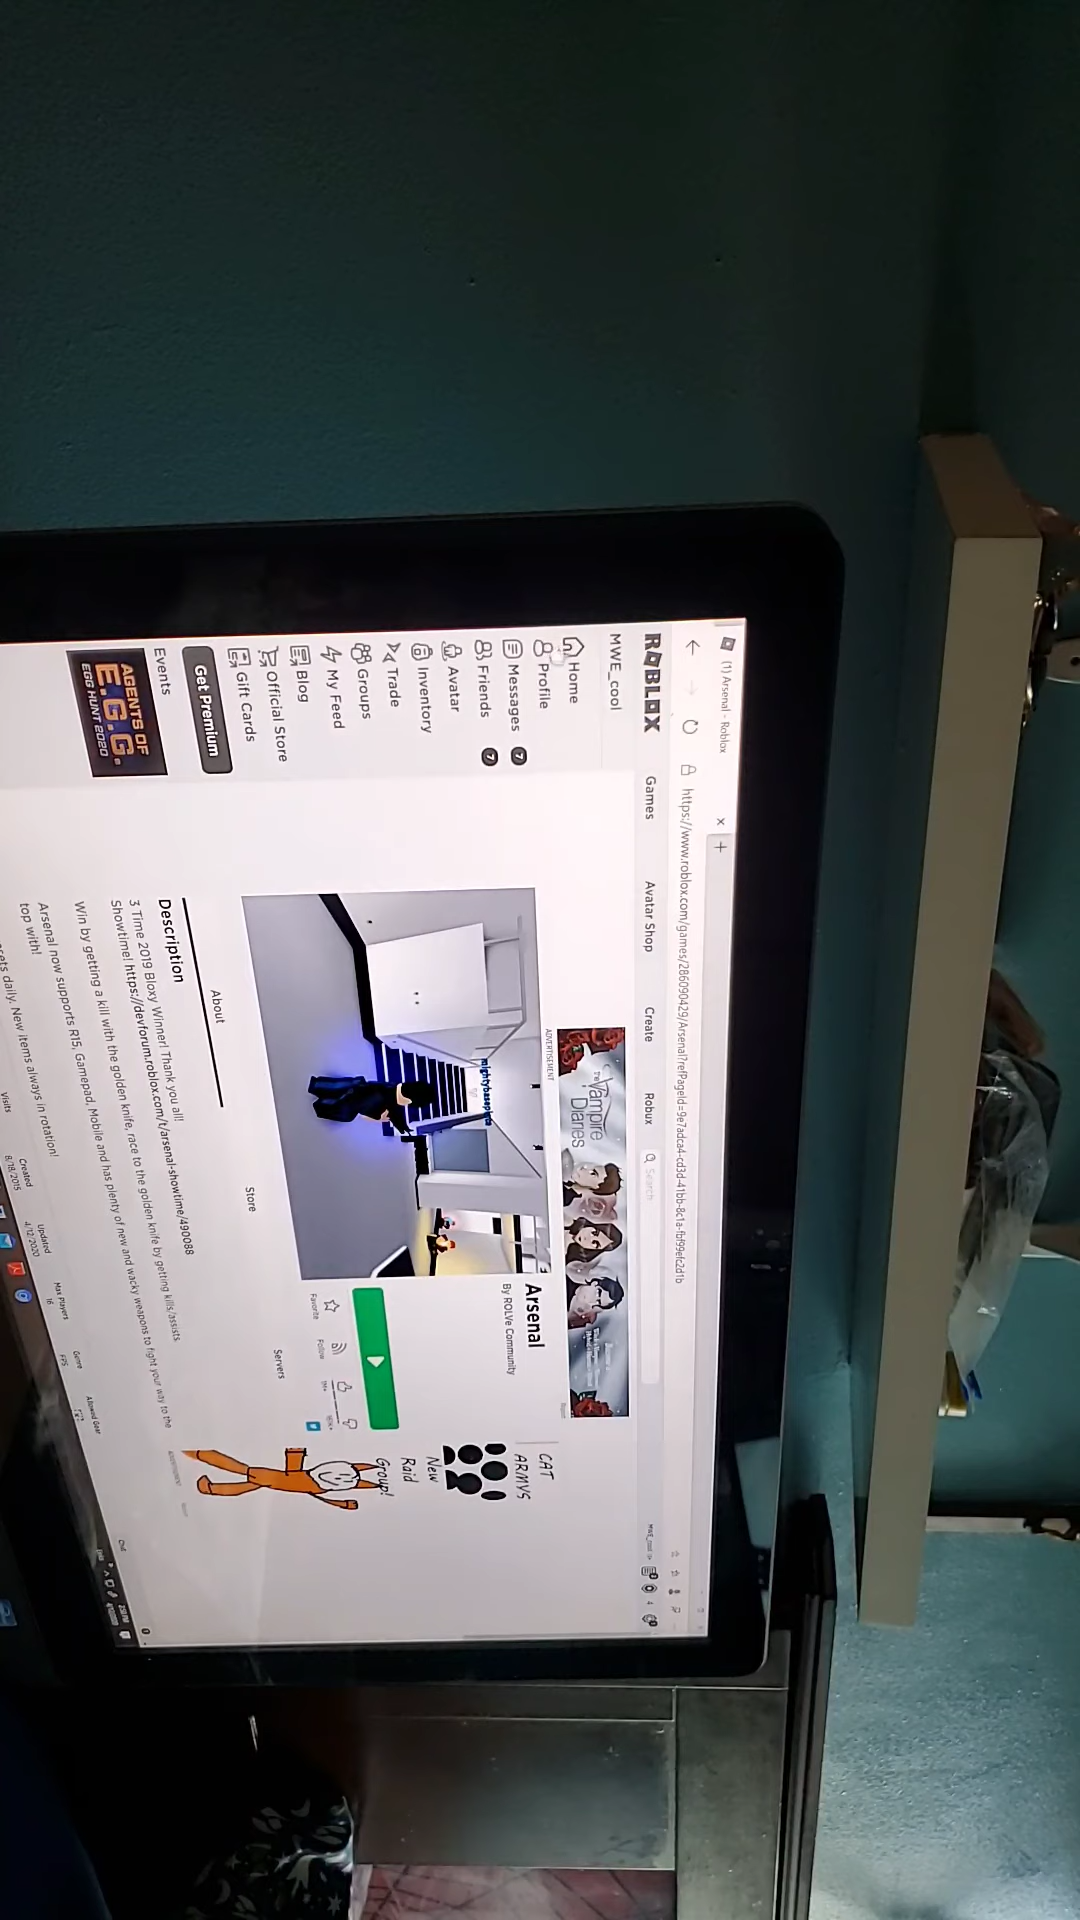 (1) Arsenal - Roblox
https://www.roblox.com/games/286090429/Arsenal?refPageId=9e7adca4-cd3d-41bb-8c1a-fbf99efc2d1b
ROBLOX Games Avatar Shop Create Robux Search
MWE_cool
Home
Profile
Messages 7
Friends 7
Avatar
Inventory
Trade
Groups
My Feed
Blog
Official Store
Gift Cards
Get Premium
Events
AGENTS OF
E.G.G.
EGG HUNT 2020
the Vampire
Diaries
ADVERTISEMENT
mightybaseplate
Arsenal
By ROLVe Community
Favorite Follow
CAT
ARMYS
New
Raid
Group!
About Store Servers
Description
3 Time 2019 Bloxy Winner! Thank you all!
Showtime! https://devforum.roblox.com/t/arsenal-showtime/490088
Win by getting a kill with the golden knife, race to the golden knife by getting kills/assists.
Arsenal now supports R15, Gamepad, Mobile and has plenty of new and wacky weapons to fight your way to the
top with!
daily. New items always in rotation!
Visits Created Updated Max Players Genre Allowed Gear
8/18/2015 4/12/2020 16 FPS
Chat